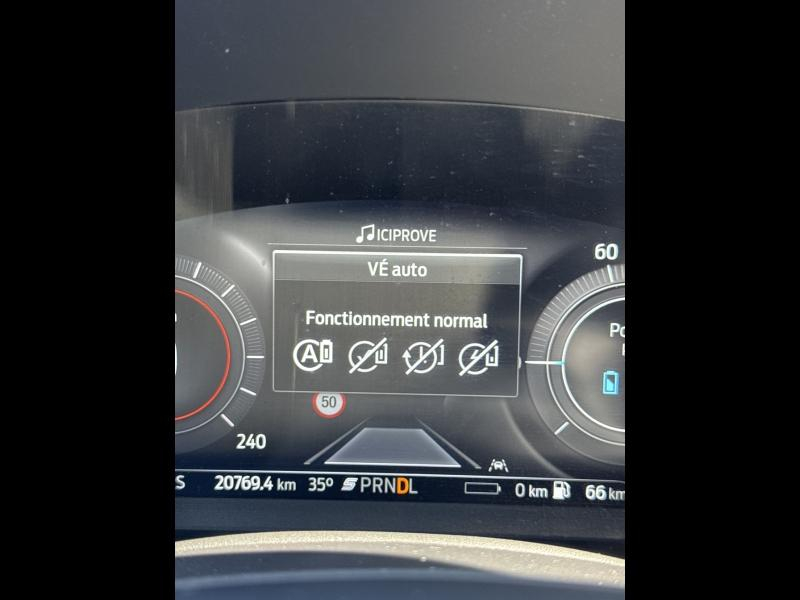 ICIPROVE
60
VÉ auto
Fonctionnement normal
A
50
240
20769.4 km 35° S PRNDL 0 km 66 km